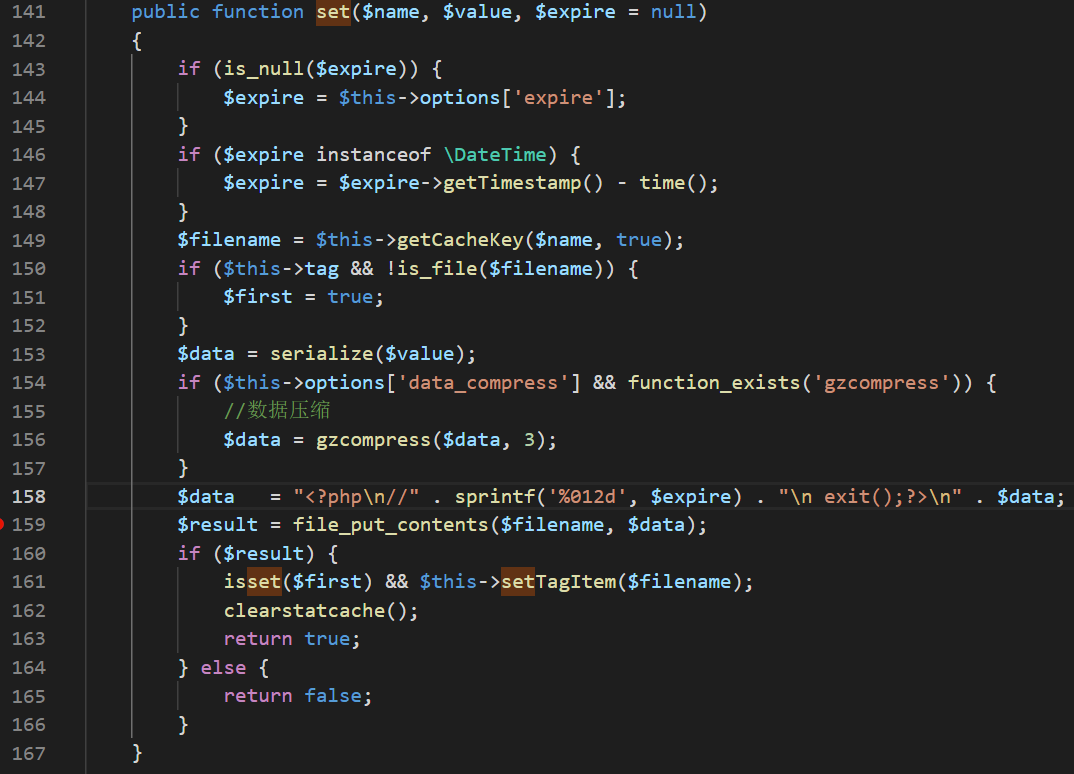 141 public function set($name, $value, $expire = null)
142 {
143 if (is_null($expire)) {
144 $expire = $this->options['expire'];
145 }
146 if ($expire instanceof \DateTime) {
147 $expire = $expire->getTimestamp() - time();
148 }
149 $filename = $this->getCacheKey($name, true);
150 if ($this->tag && !is_file($filename)) {
151 $first = true;
152 }
153 $data = serialize($value);
154 if ($this->options['data_compress'] && function_exists('gzcompress')) {
155 //数据压缩
156 $data = gzcompress($data, 3);
157 }
158 $data   = "<?php\n//" . sprintf('%012d', $expire) . "\n exit();?>\n" . $data;
159 $result = file_put_contents($filename, $data);
160 if ($result) {
161 isset($first) && $this->setTagItem($filename);
162 clearstatcache();
163 return true;
164 } else {
165 return false;
166 }
167 }